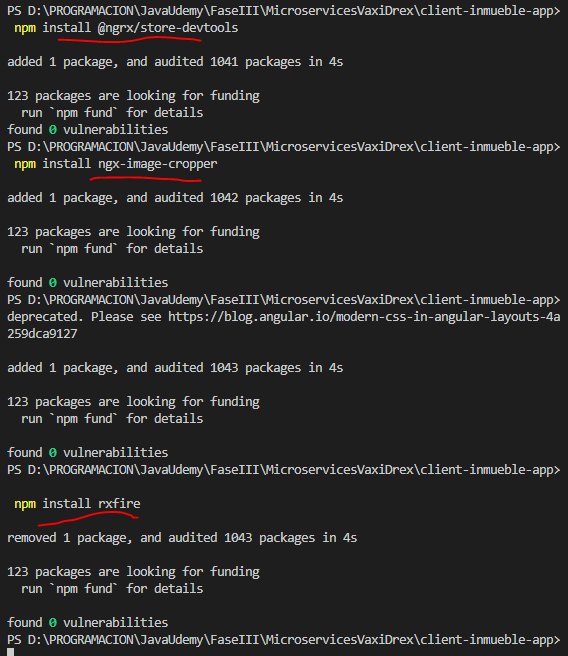 PS D:\PROGRAMACION\JavaUdemy\FaseIII\MicroservicesVaxiDrex\client-inmueble-app>
npm install @ngrx/store-devtools
added 1 package, and audited 1041 packages in 4s
123 packages are looking for funding
run `npm fund` for details
found 0 vulnerabilities
PS D:\PROGRAMACION\JavaUdemy\FaseIII\MicroservicesVaxiDrex\client-inmueble-app>
npm install ngx-image-cropper
added 1 package, and audited 1042 packages in 4s
123 packages are looking for funding
run `npm fund` for details
found 0 vulnerabilities
PS D:\PROGRAMACION\JavaUdemy\FaseIII\MicroservicesVaxiDrex\client-inmueble-app>
deprecated. Please see https://blog.angular.io/modern-css-in-angular-layouts-4a
259dca9127
added 1 package, and audited 1043 packages in 4s
123 packages are looking for funding
run `npm fund` for details
found 0 vulnerabilities
PS D:\PROGRAMACION\JavaUdemy\FaseIII\MicroservicesVaxiDrex\client-inmueble-app>
npm install rxfire
removed 1 package, and audited 1043 packages in 4s
123 packages are looking for funding
run `npm fund` for details
found 0 vulnerabilities
PS D:\PROGRAMACION\JavaUdemy\FaseIII\MicroservicesVaxiDrex\client-inmueble-app>